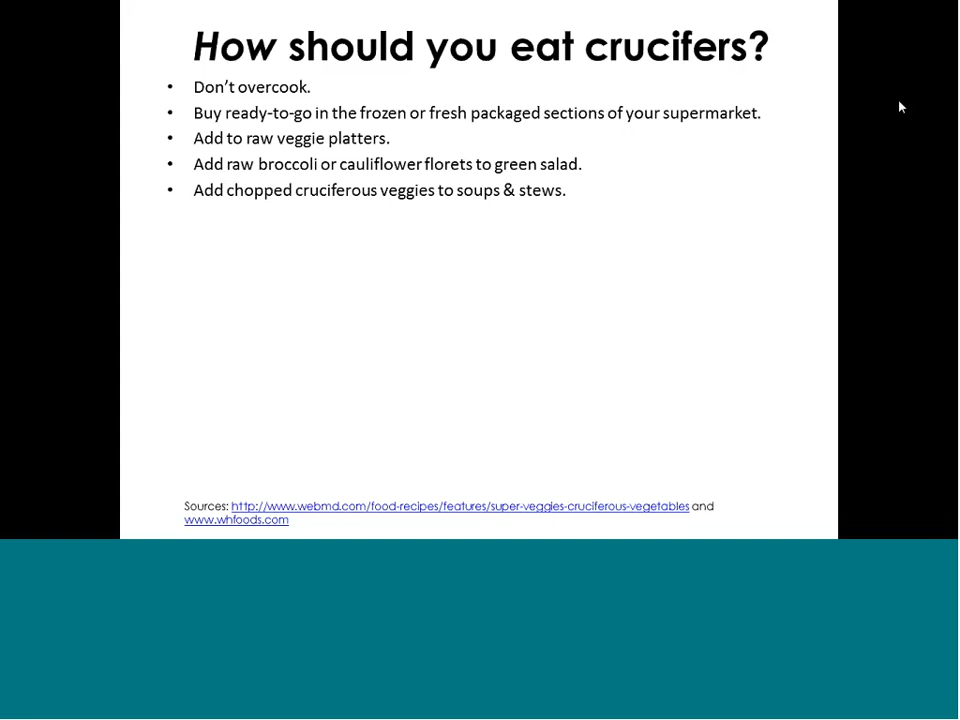 How should you eat crucifers?
• Don't overcook.
• Buy ready-to-go in the frozen or fresh packaged sections of your supermarket.
• Add to raw veggie platters.
• Add raw broccoli or cauliflower florets to green salad.
• Add chopped cruciferous veggies to soups & stews.
Sources: http://www.webmd.com/food-recipes/features/super-veggies-cruciferous-vegetables and
www.whfoods.com